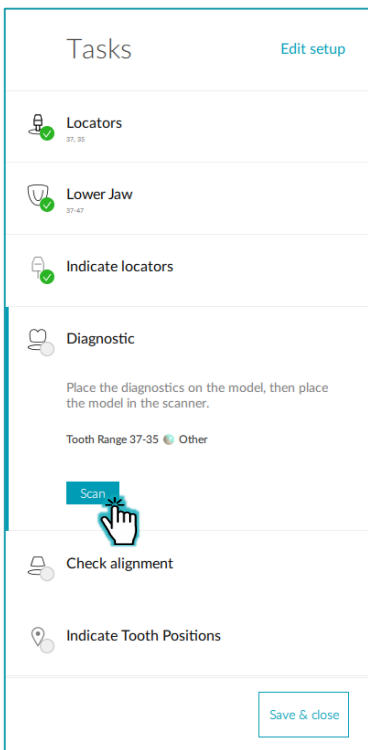 Tasks
Edit setup
Locators
37, 35
Lower Jaw
37-47
Indicate locators
Diagnostic
Place the diagnostics on the model, then place
the model in the scanner.
Tooth Range 37-35 Other
Scan
Check alignment
Indicate Tooth Positions
Save & close